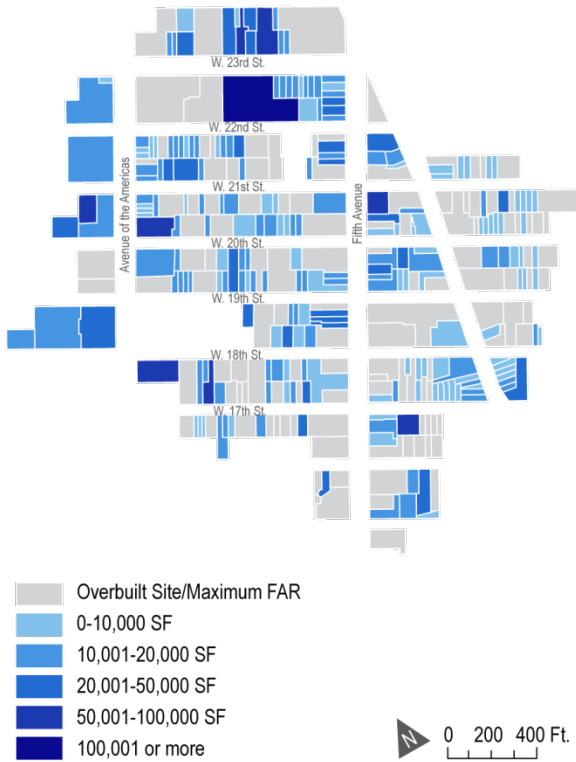 W. 23rd St.
W. 22nd St.
W. 21st St.
Avenue of the Americas
Fifth Avenue
W. 20th St.
W. 19th St.
W. 18th St.
W. 17th St.
Overbuilt Site/Maximum FAR
0-10,000 SF
10,001-20,000 SF
20,001-50,000 SF
50,001-100,000 SF
100,001 or more
N
0 200 400 Ft.